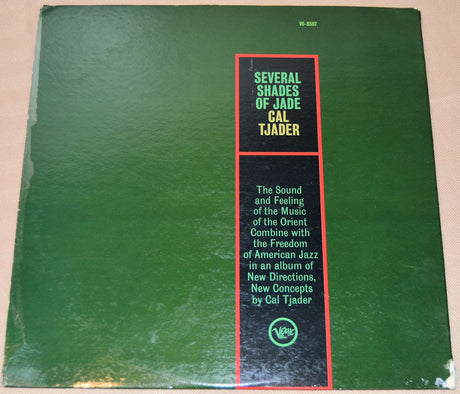 V6-8507
SEVERAL
SHADES
OF JADE
CAL
TJADER
The Sound
and Feeling
of the Music
of the Orient
Combine with
the Freedom
of American Jazz
in an album of
New Directions,
New Concepts
by Cal Tjader
Verve